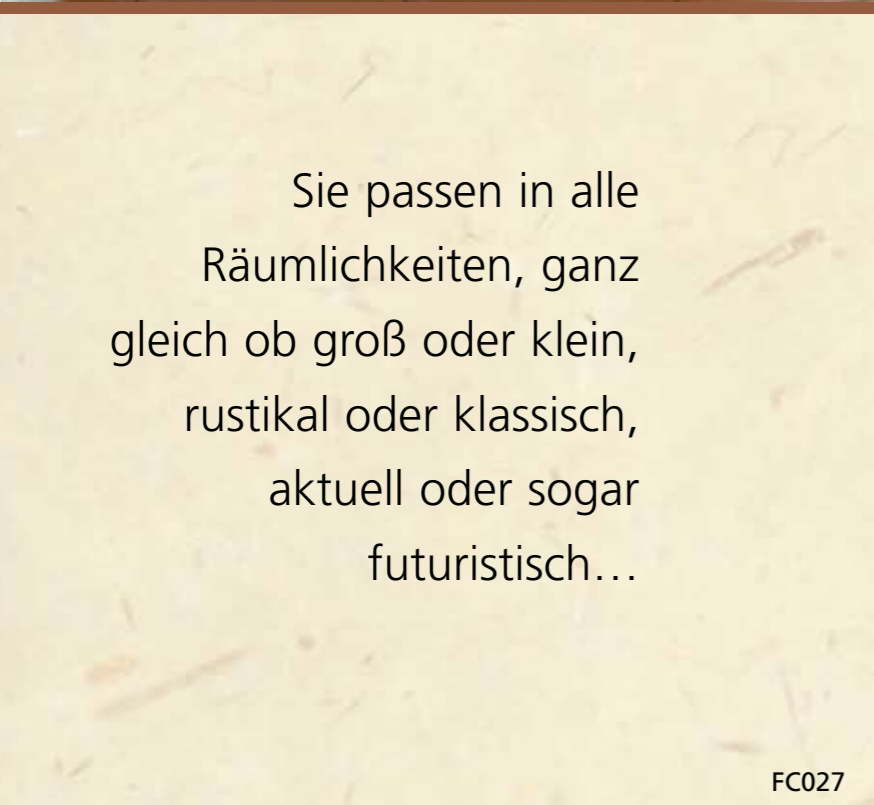 Sie passen in alle
Räumlichkeiten, ganz
gleich ob groß oder klein,
rustikal oder klassisch,
aktuell oder sogar
futuristisch…
FC027